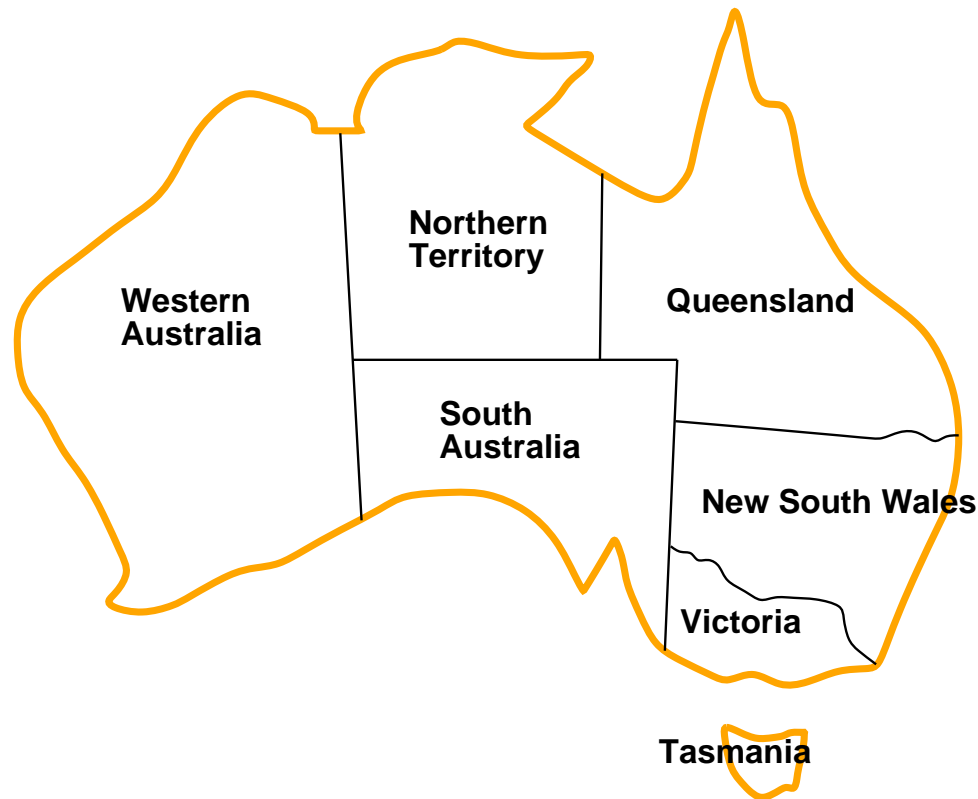 Northern
Territory
Western
Australia
Queensland
South
Australia
New South Wales
Victoria
Tasmania